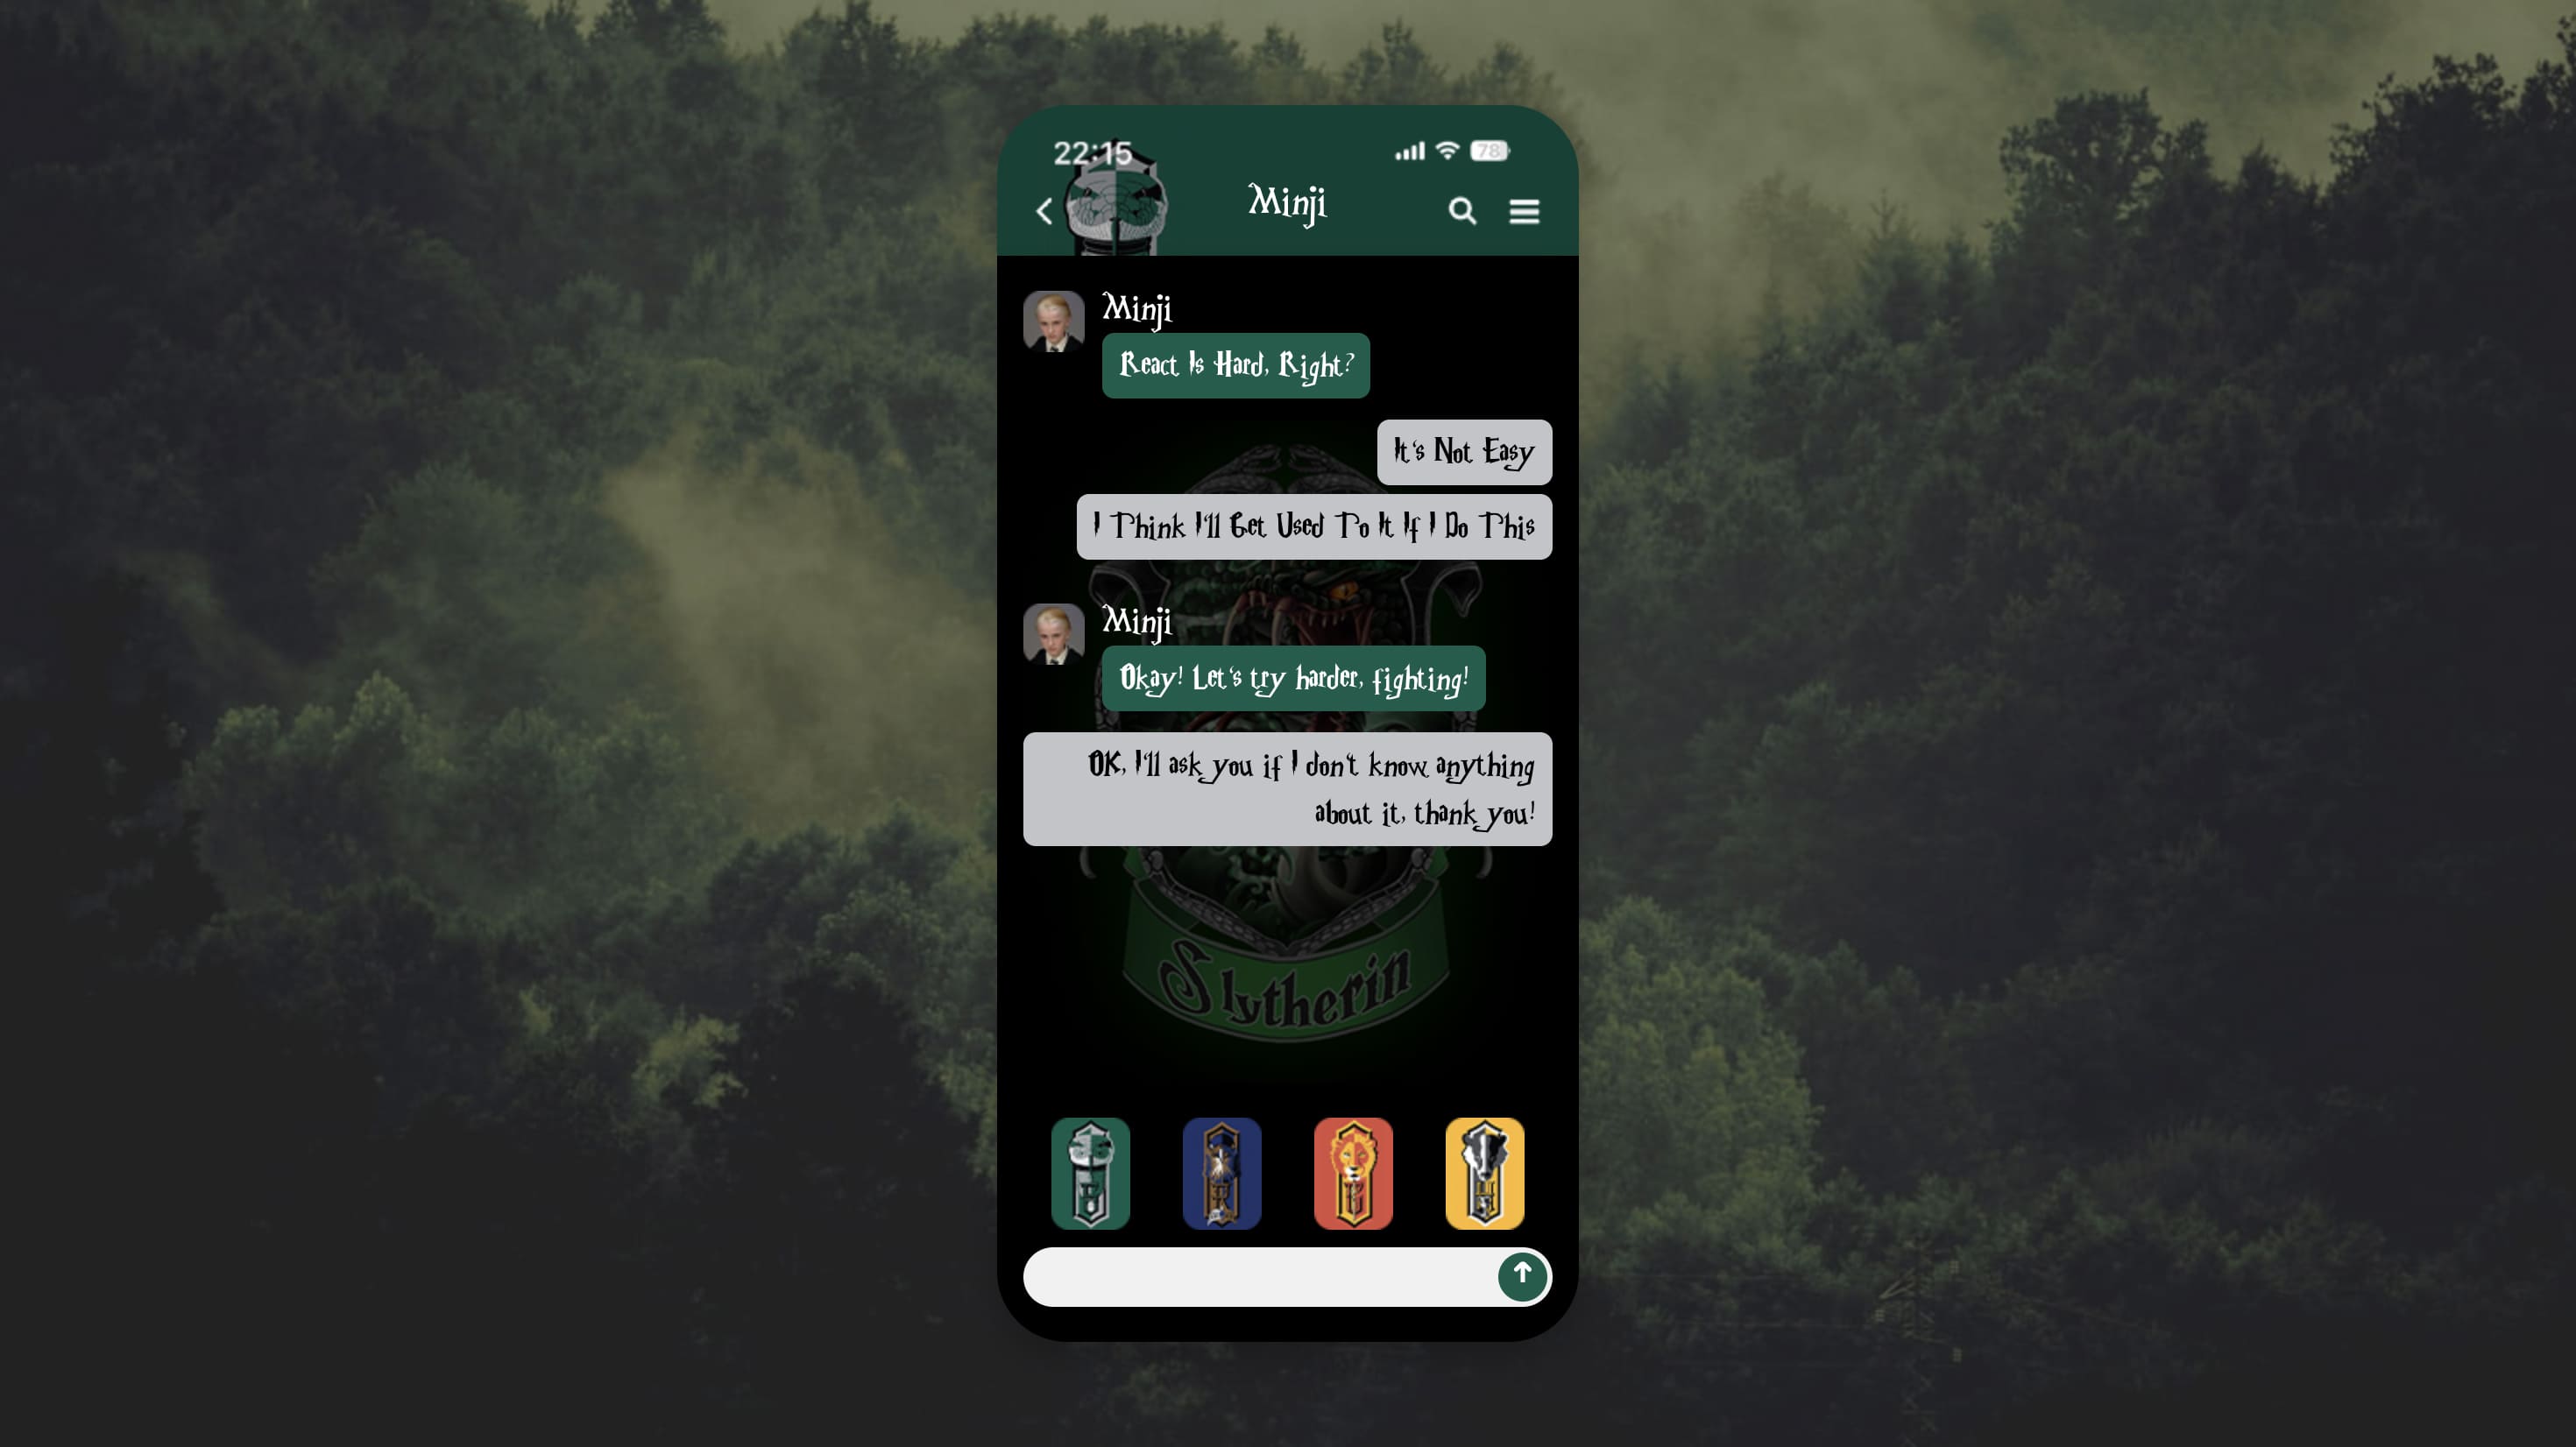 22:15
78
Minji
Minji
React Is Hard, Right?
It's Not Easy
I Think I'll Get Used To It If I Do This
Minji
Okay! Let's try harder, fighting!
OK, I'll ask you if I don't know anything
about it, thank you!
Slytherin